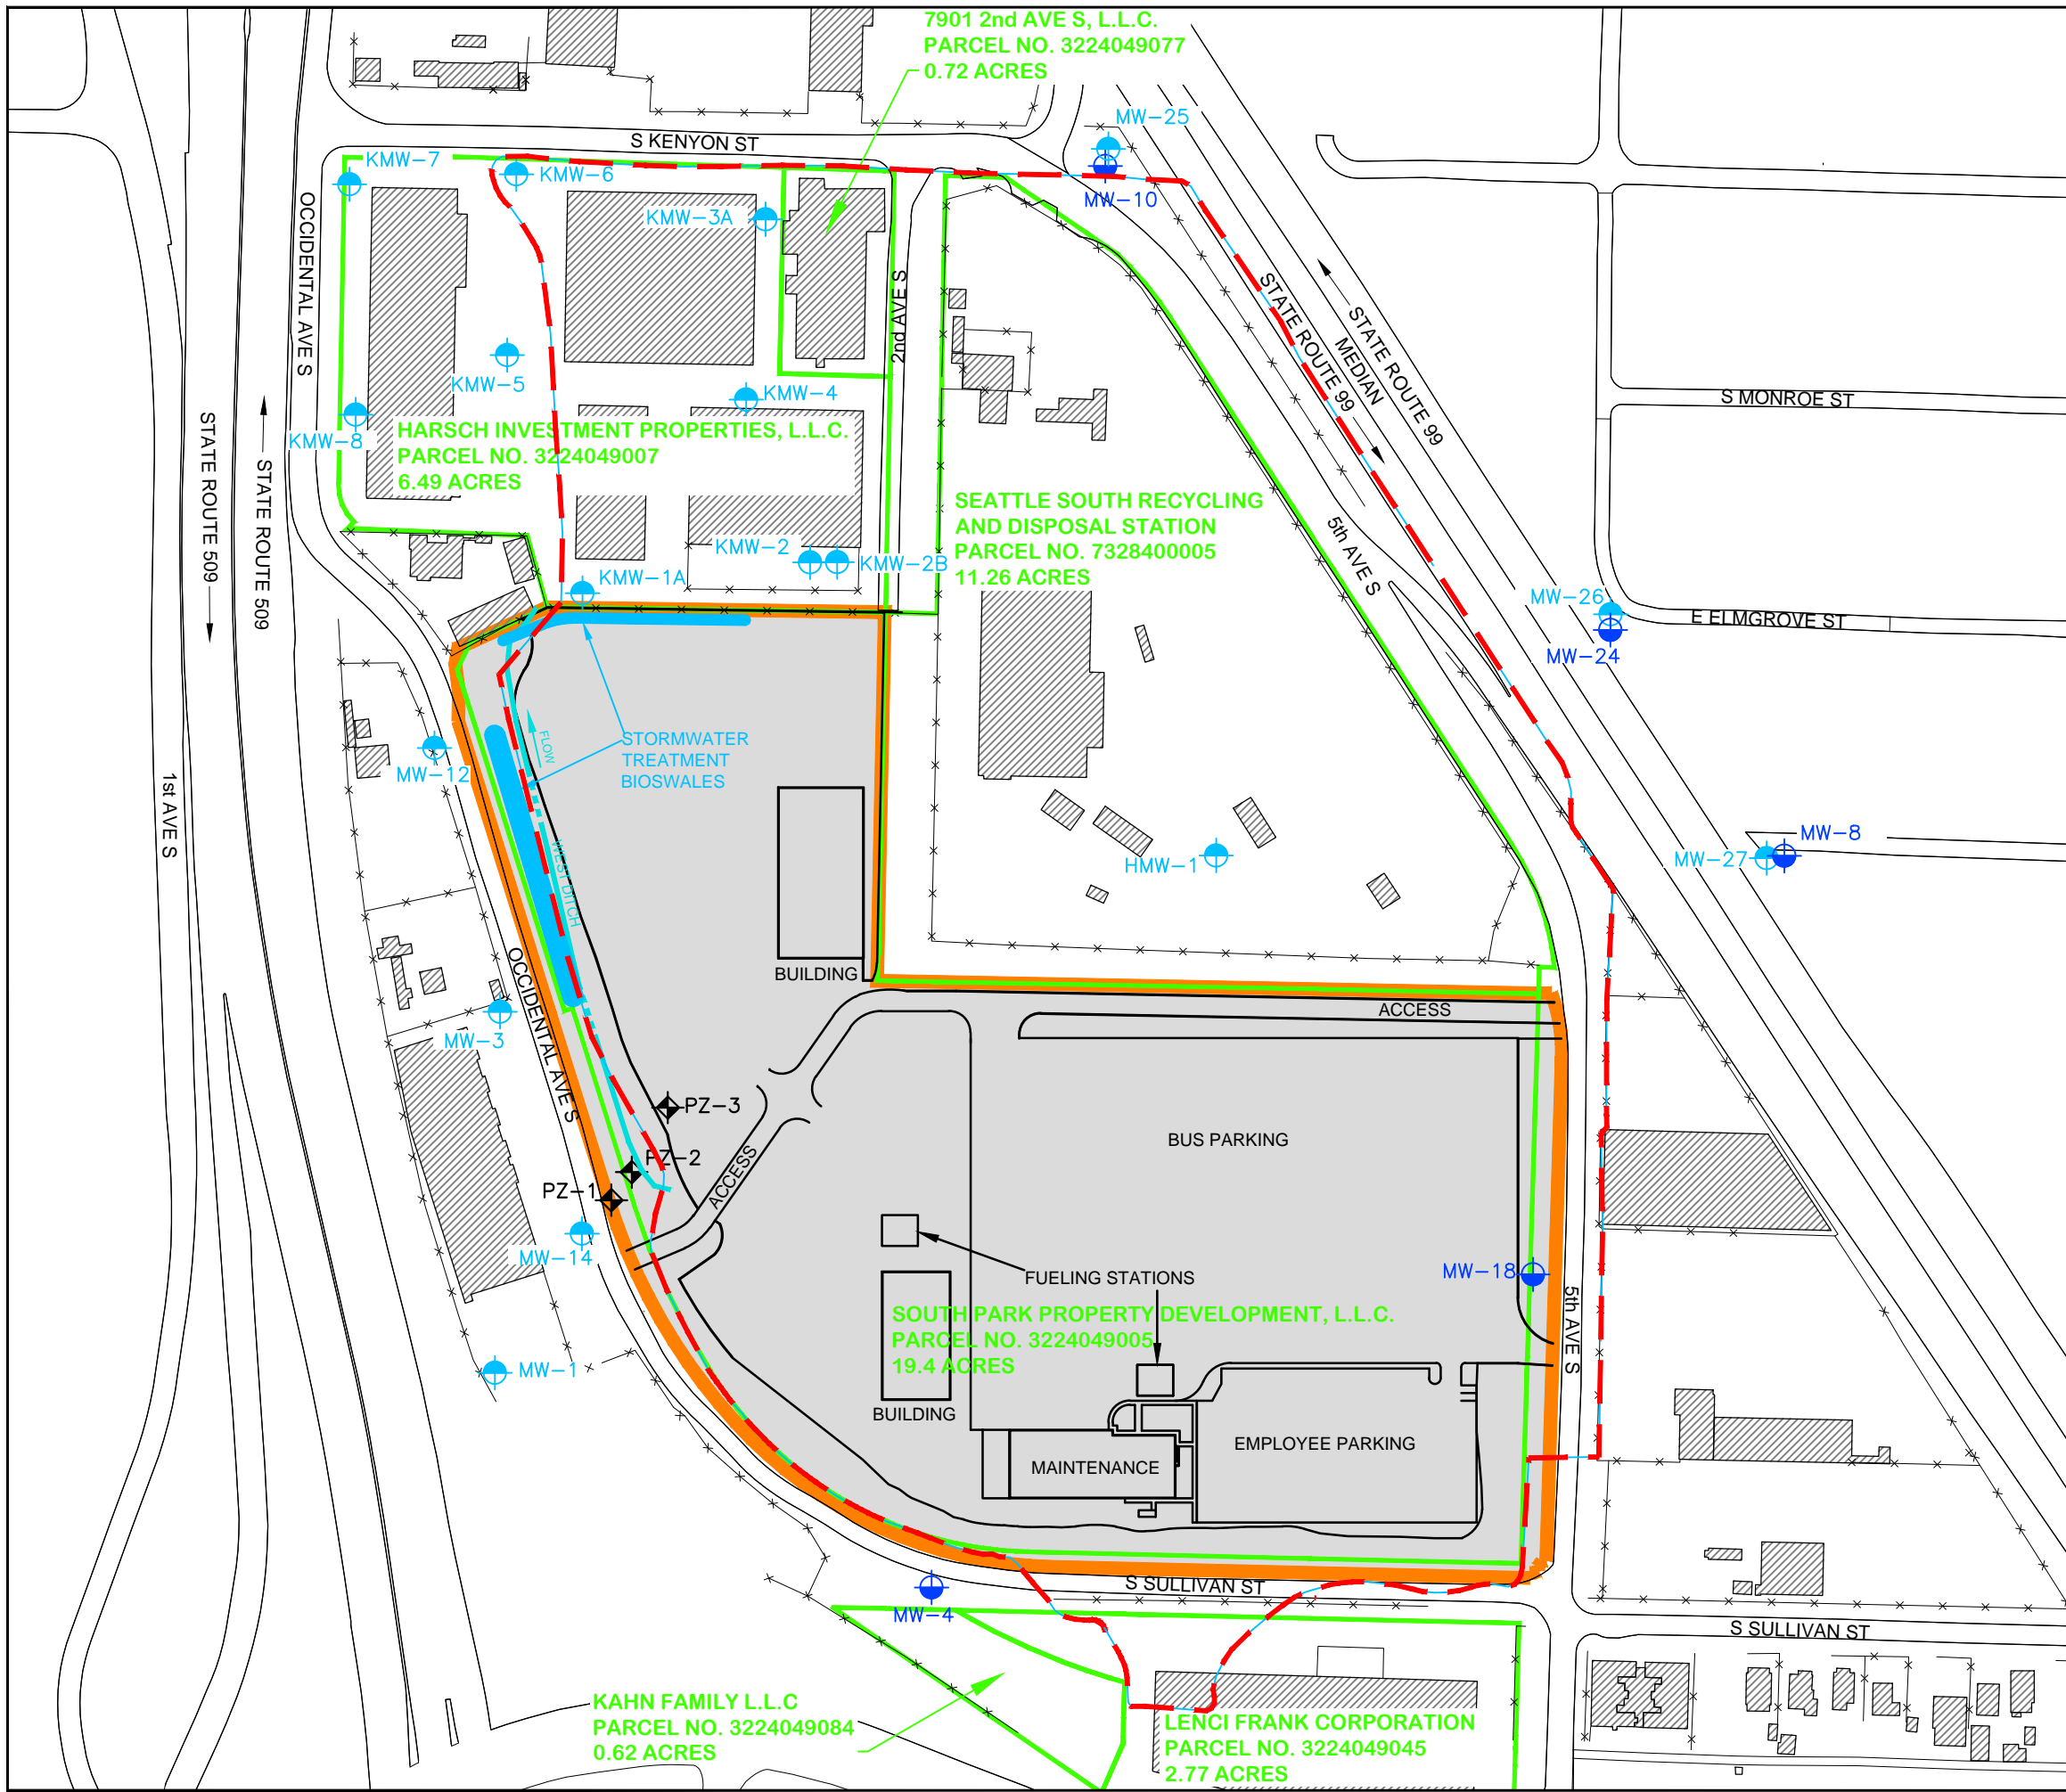 7901 2nd AVE S, L.L.C.
PARCEL NO. 3224049077
0.72 ACRES
MW-25
S KENYON ST
KMW-7
KMW-6
MW-10
KMW-3A
OCCIDENTAL AVE S
2nd AVE S
STATE ROUTE 99
MEDIAN
STATE ROUTE 99
KMW-5
KMW-4
S MONROE ST
KMW-8
HARSCH INVESTMENT PROPERTIES, L.L.C.
PARCEL NO. 3224049007
6.49 ACRES
STATE ROUTE 509
STATE ROUTE 509
SEATTLE SOUTH RECYCLING
AND DISPOSAL STATION
PARCEL NO. 7328400005
11.26 ACRES
5th AVE S
KMW-2
KMW-2B
KMW-1A
MW-26
E ELMGROVE ST
MW-24
STORMWATER
TREATMENT
BIOSWALES
FLOW
MW-12
1st AVE S
WEST DITCH
MW-8
MW-27
HMW-1
BUILDING
OCCIDENTAL AVE S
MW-3
ACCESS
PZ-3
BUS PARKING
PZ-2
PZ-1
ACCESS
MW-14
MW-18
FUELING STATIONS
5th AVE S
SOUTH PARK PROPERTY DEVELOPMENT, L.L.C.
PARCEL NO. 3224049005
19.4 ACRES
MW-1
BUILDING
EMPLOYEE PARKING
MAINTENANCE
S SULLIVAN ST
MW-4
S SULLIVAN ST
KAHN FAMILY L.L.C
PARCEL NO. 3224049084
0.62 ACRES
LENCI FRANK CORPORATION
PARCEL NO. 3224049045
2.77 ACRES